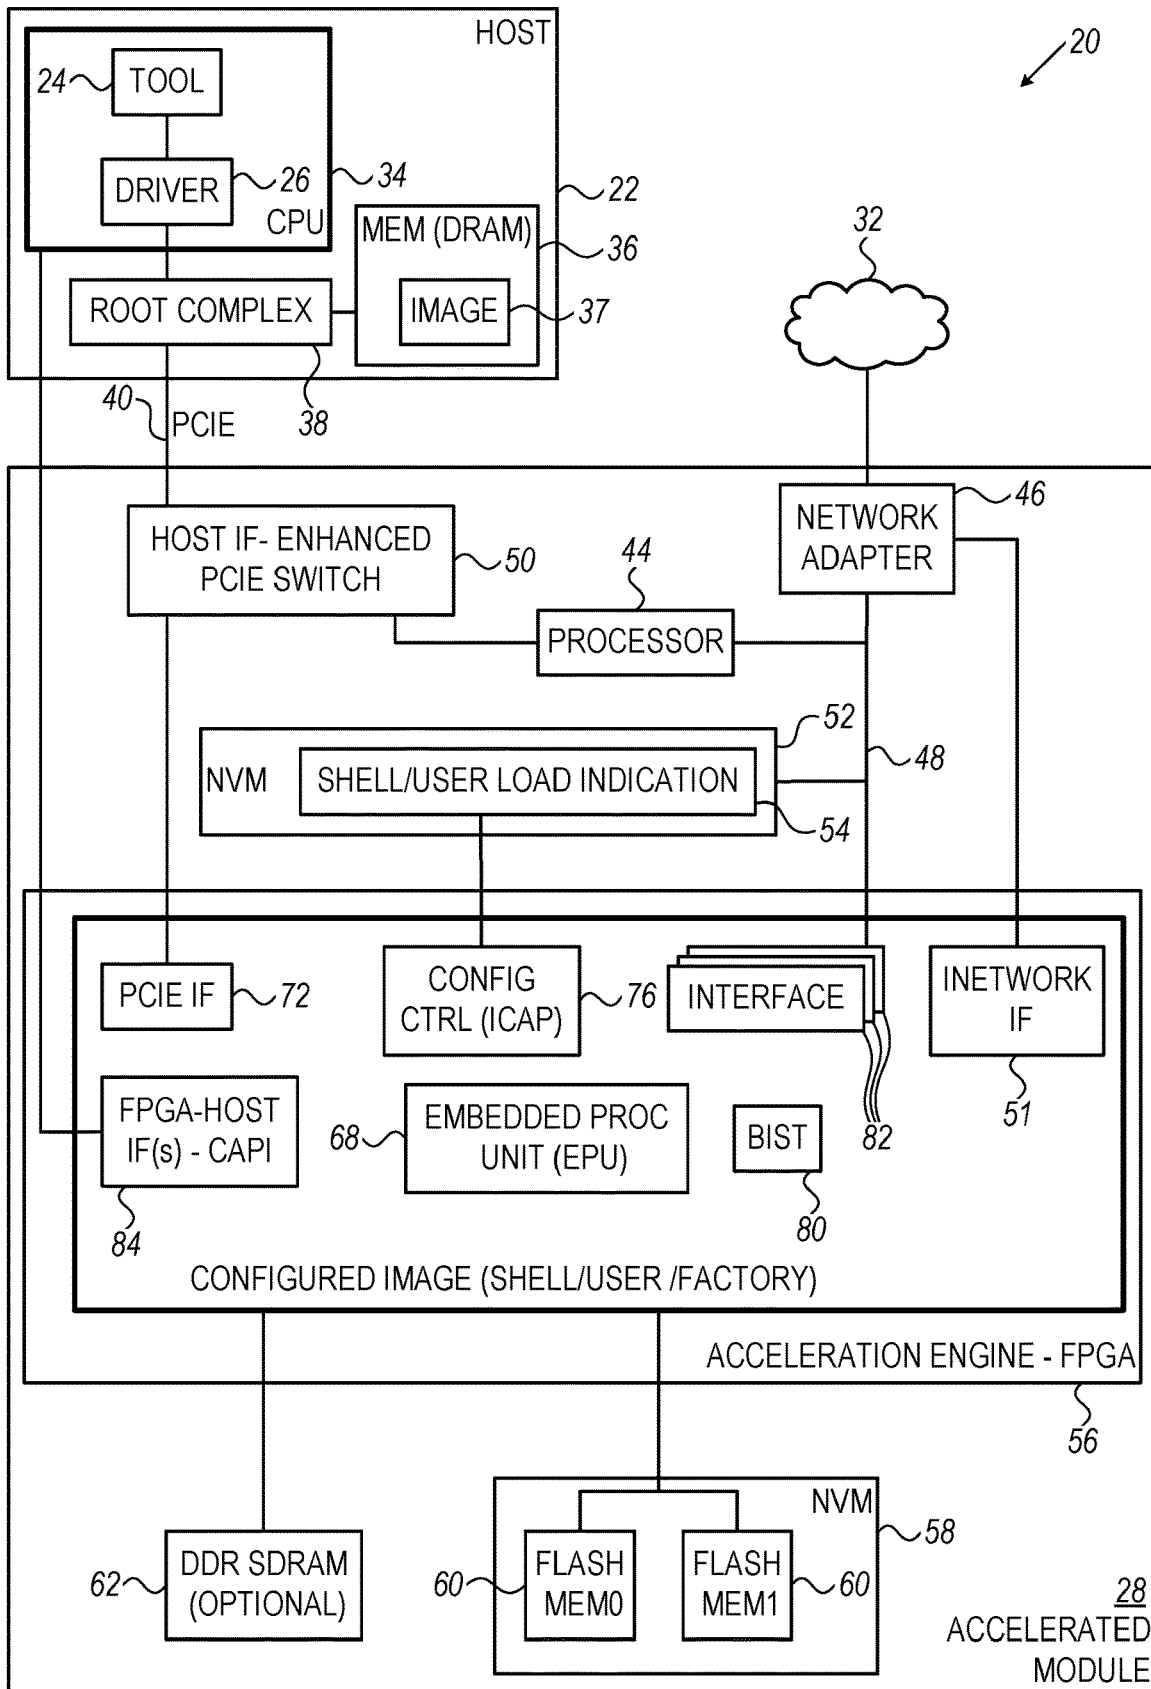 HOST
20
24
TOOL
DRIVER
26
34
CPU
22
32
MEM (DRAM)
36
ROOT COMPLEX
IMAGE
37
40
PCIE
38
HOST IF- ENHANCED
PCIE SWITCH
50
NETWORK
ADAPTER
46
44
PROCESSOR
52
NVM
SHELL/USER LOAD INDICATION
48
54
PCIE IF
72
CONFIG
CTRL (ICAP)
76
INTERFACE
INETWORK
IF
51
FPGA-HOST
IF(s) - CAPI
84
68
EMBEDDED PROC
UNIT (EPU)
BIST
80
82
CONFIGURED IMAGE (SHELL/USER /FACTORY)
ACCELERATION ENGINE - FPGA
56
62
DDR SDRAM
(OPTIONAL)
NVM
58
60
FLASH
MEM0
FLASH
MEM1
60
28
ACCELERATED
MODULE